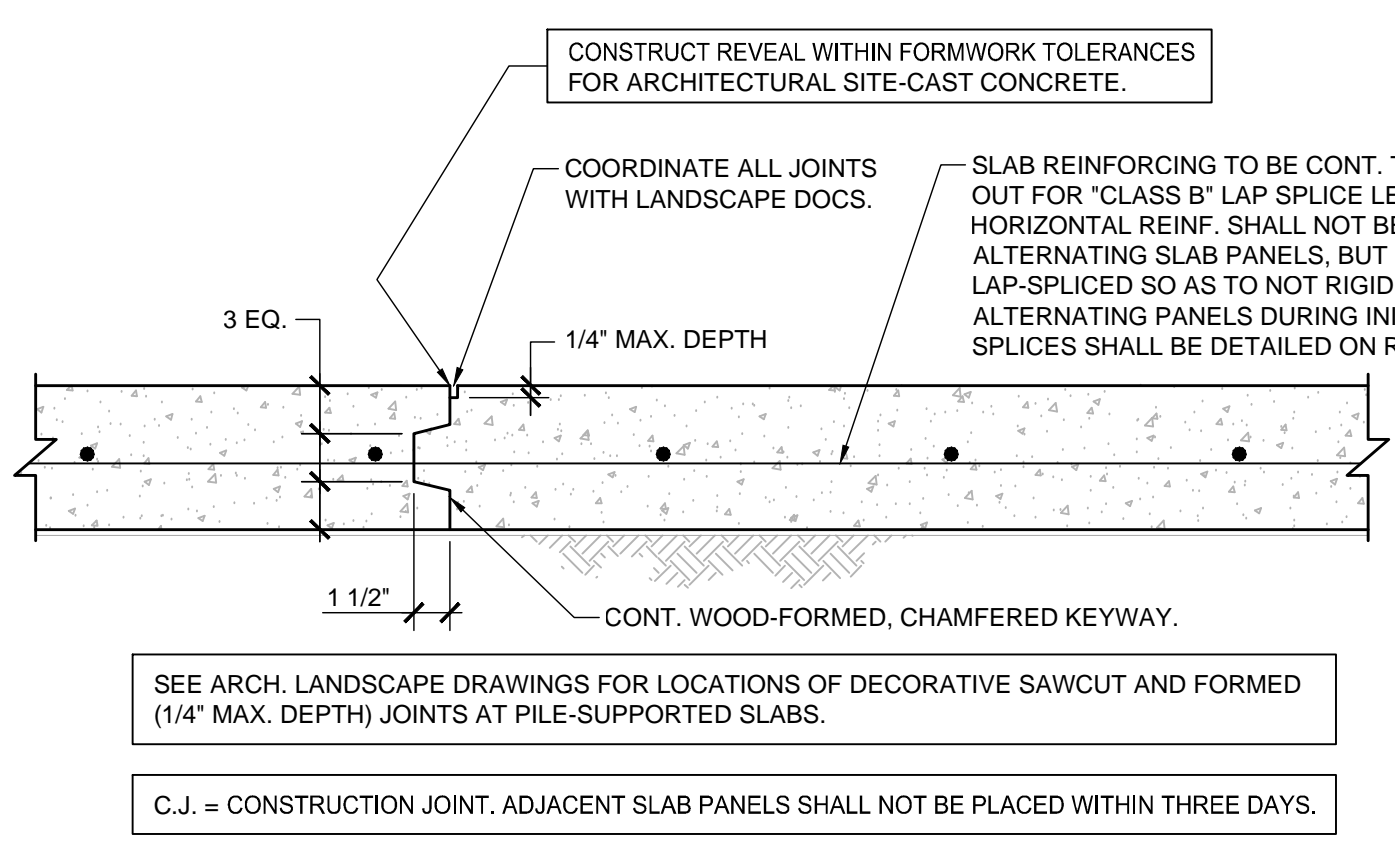 CONSTRUCT REVEAL WITHIN FORMWORK TOLERANCES
FOR ARCHITECTURAL SITE-CAST CONCRETE.
COORDINATE ALL JOINTS
WITH LANDSCAPE DOCS.
SLAB REINFORCING TO BE CONT.
OUT FOR "CLASS B" LAP SPLICE
HORIZONTAL REINF. SHALL NOT BE
ALTERNATING SLAB PANELS, BUT
LAP-SPLICED SO AS TO NOT
ALTERNATING PANELS DURING
SPLICES SHALL BE DETAILED ON
3 EQ.
1/4" MAX. DEPTH
1 1/2"
CONT. WOOD-FORMED, CHAMFERED KEYWAY.
SEE ARCH. LANDSCAPE DRAWINGS FOR LOCATIONS OF DECORATIVE SAWCUT AND FORMED
(1/4" MAX. DEPTH) JOINTS AT PILE-SUPPORTED SLABS.
C.J. = CONSTRUCTION JOINT. ADJACENT SLAB PANELS SHALL NOT BE PLACED WITHIN THREE DAYS.